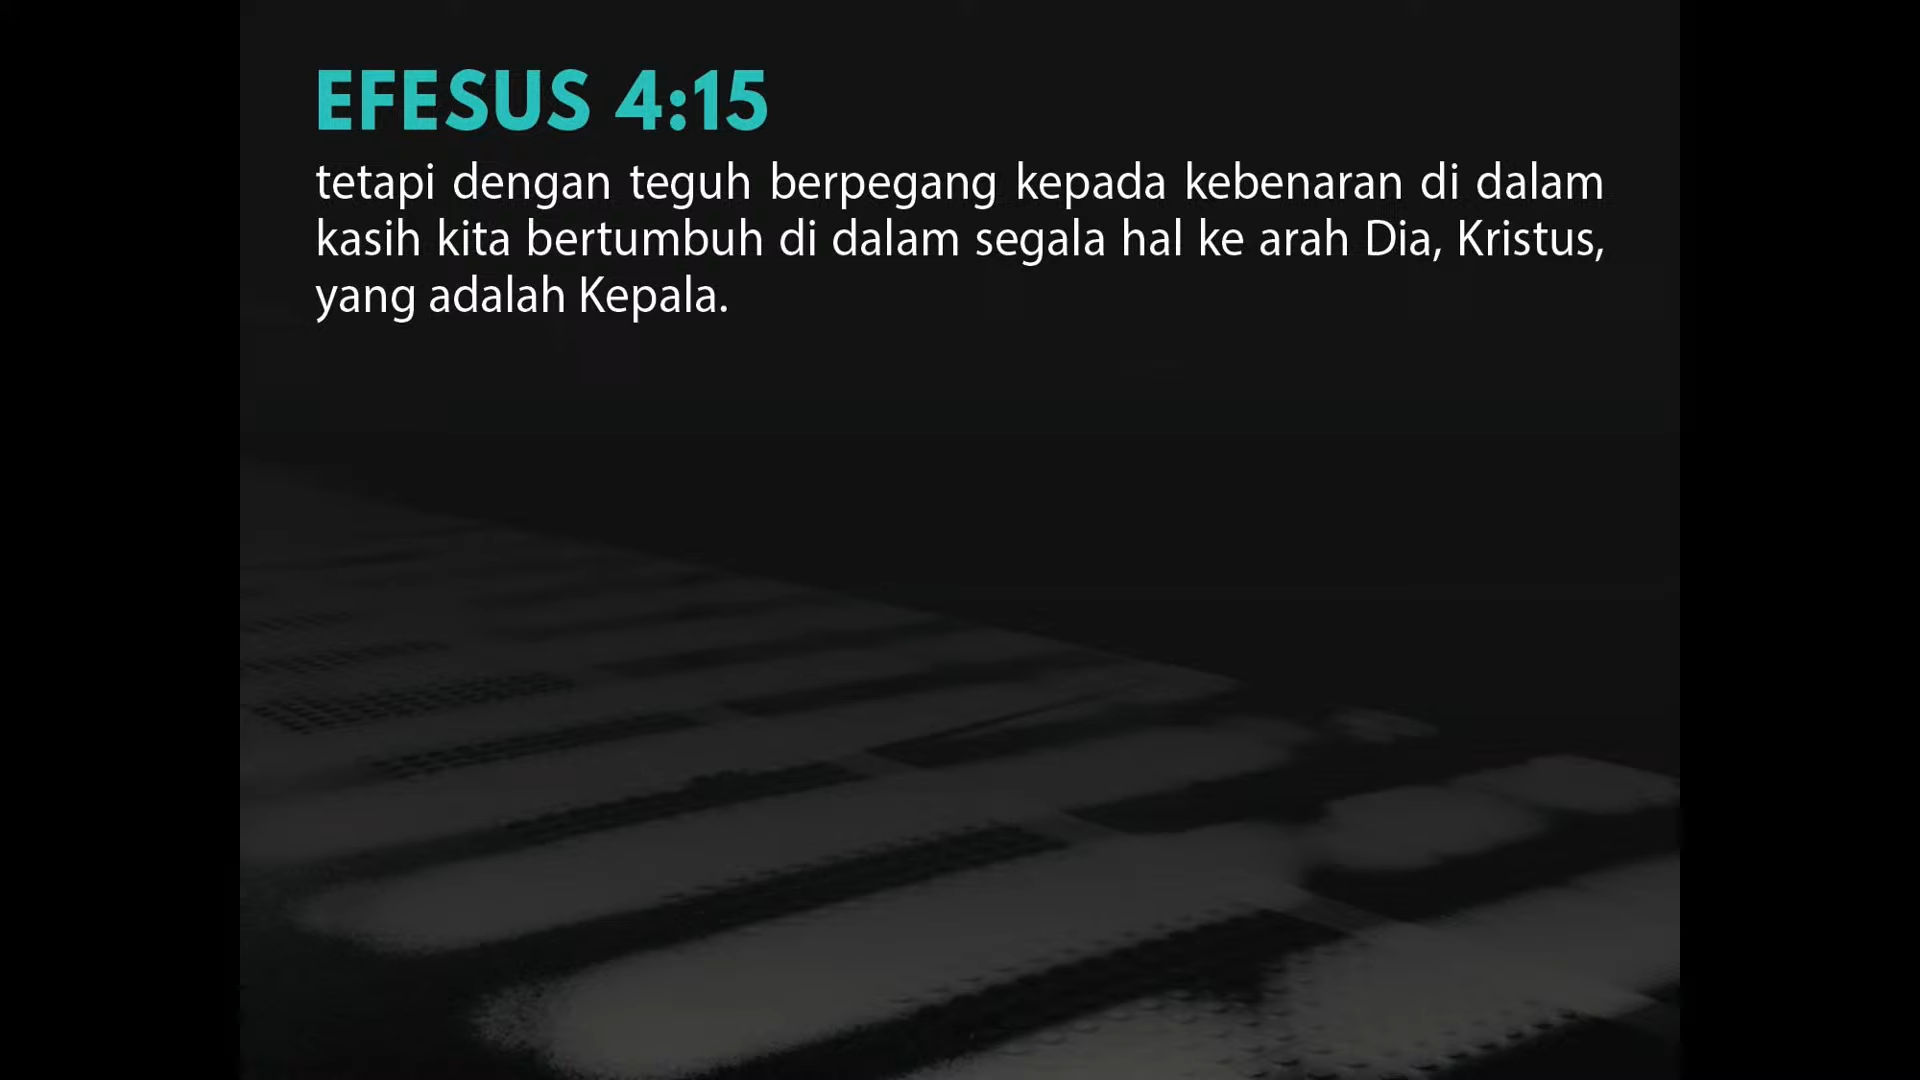 EFESUS 4:15
tetapi dengan teguh berpegang kepada kebenaran di dalam
kasih kita bertumbuh di dalam segala hal ke arah Dia, Kristus,
yang adalah Kepala.